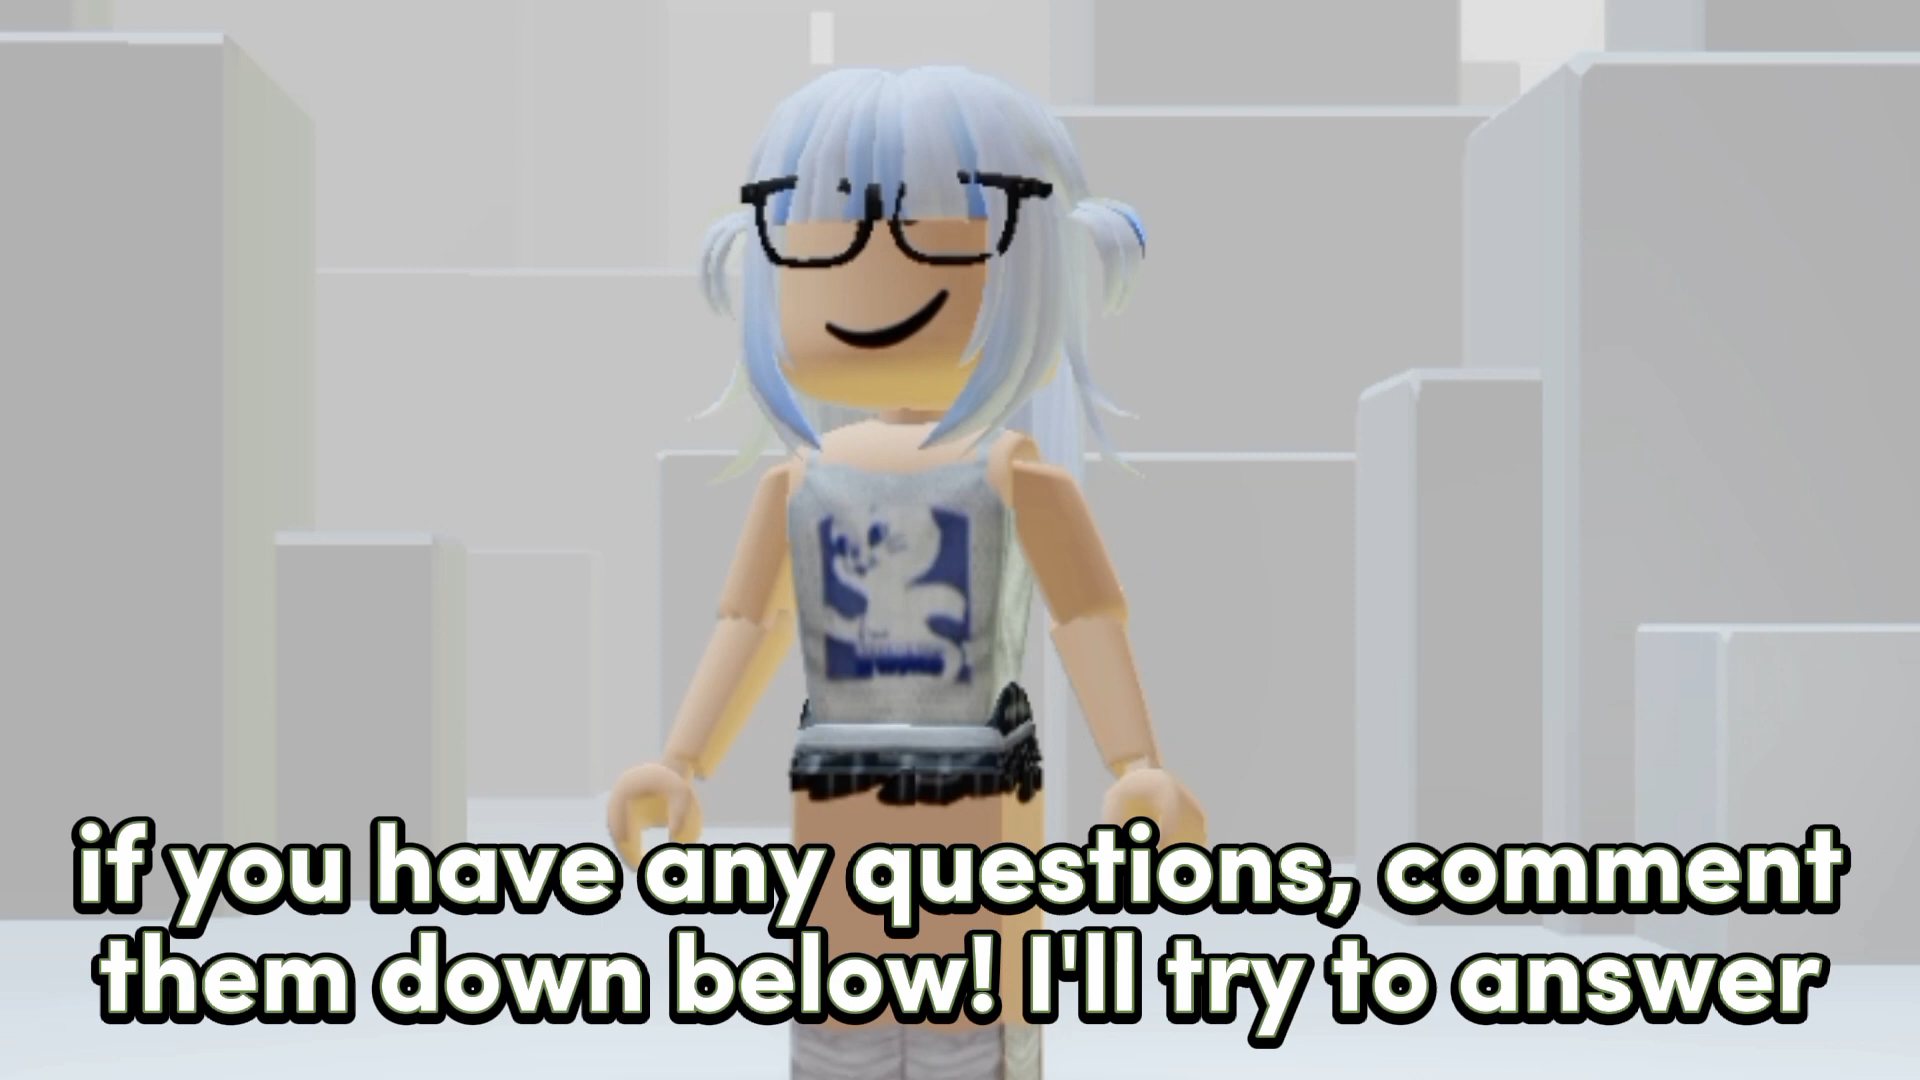 if you have any questions, comment
them down below! I'll try to answer